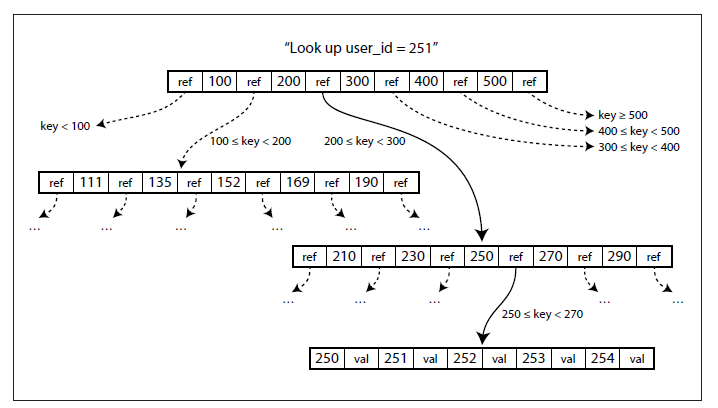 “Look up user_id = 251”
ref 100 ref 200 ref 300 ref 400 ref 500 ref
key < 100
100 ≤ key < 200
200 ≤ key < 300
key ≥ 500
400 ≤ key < 500
300 ≤ key < 400
ref 111 ref 135 ref 152 ref 169 ref 190 ref
... ... ... ... ... ...
ref 210 ref 230 ref 250 ref 270 ref 290 ref
... ... ... ... ...
250 ≤ key < 270
250 val 251 val 252 val 253 val 254 val